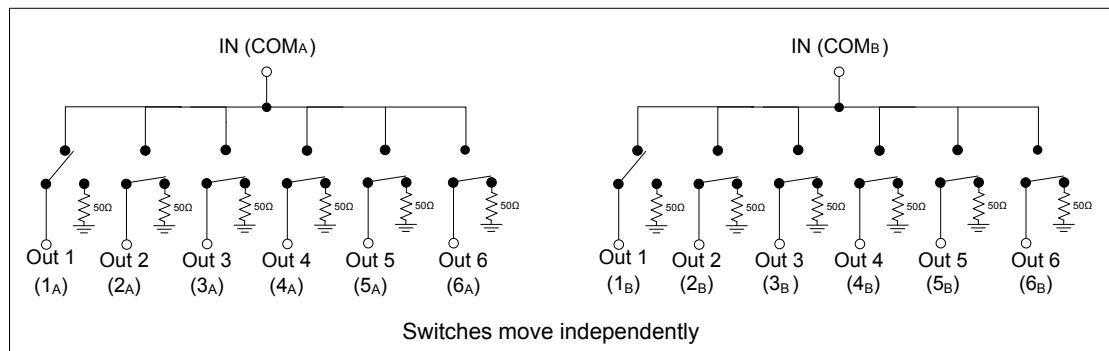 IN (COMA) IN (COMB)
50Ω 50Ω 50Ω 50Ω 50Ω 50Ω 50Ω 50Ω 50Ω 50Ω 50Ω 50Ω
Out 1 Out 2 Out 3 Out 4 Out 5 Out 6 Out 1 Out 2 Out 3 Out 4 Out 5 Out 6
(1A) (2A) (3A) (4A) (5A) (6A) (1B) (2B) (3B) (4B) (5B) (6B)
Switches move independently